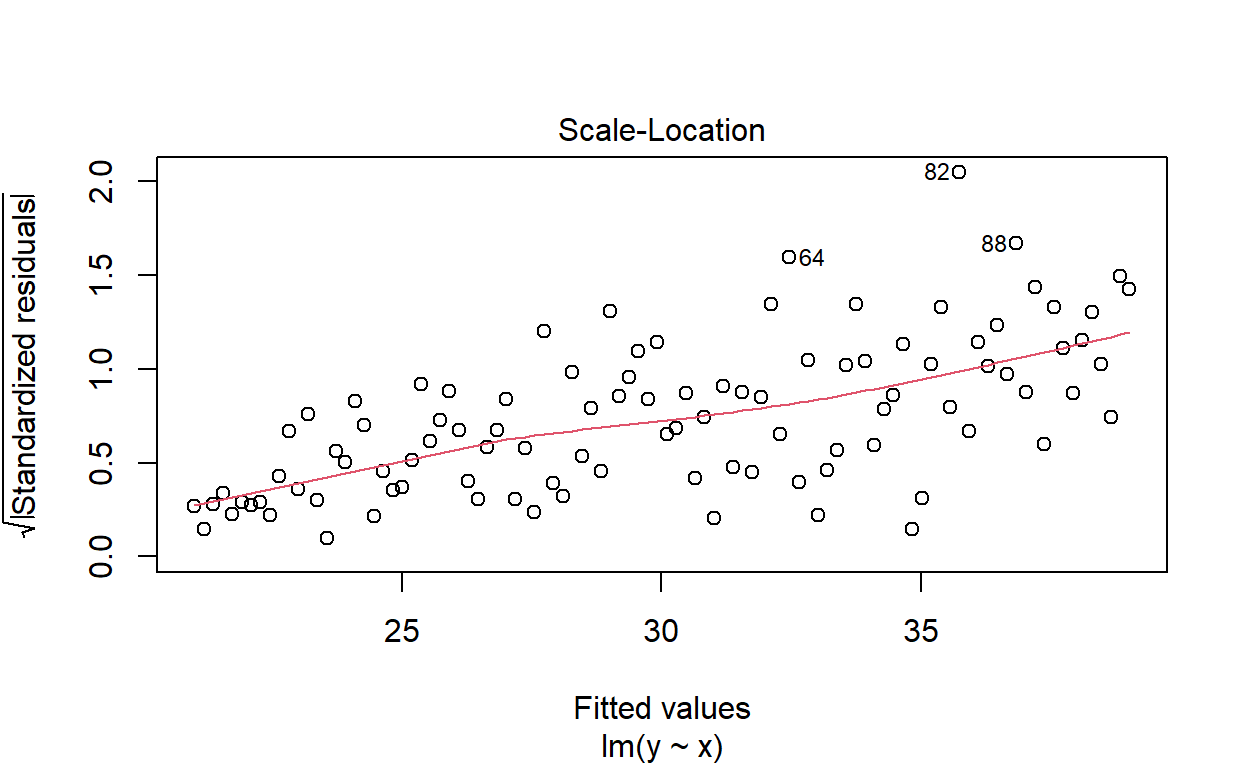 Scale-Location
√|Standardized residuals|
2.0
1.5
1.0
0.5
0.0
82
88
64
25 30 35
Fitted values
lm(y ~ x)